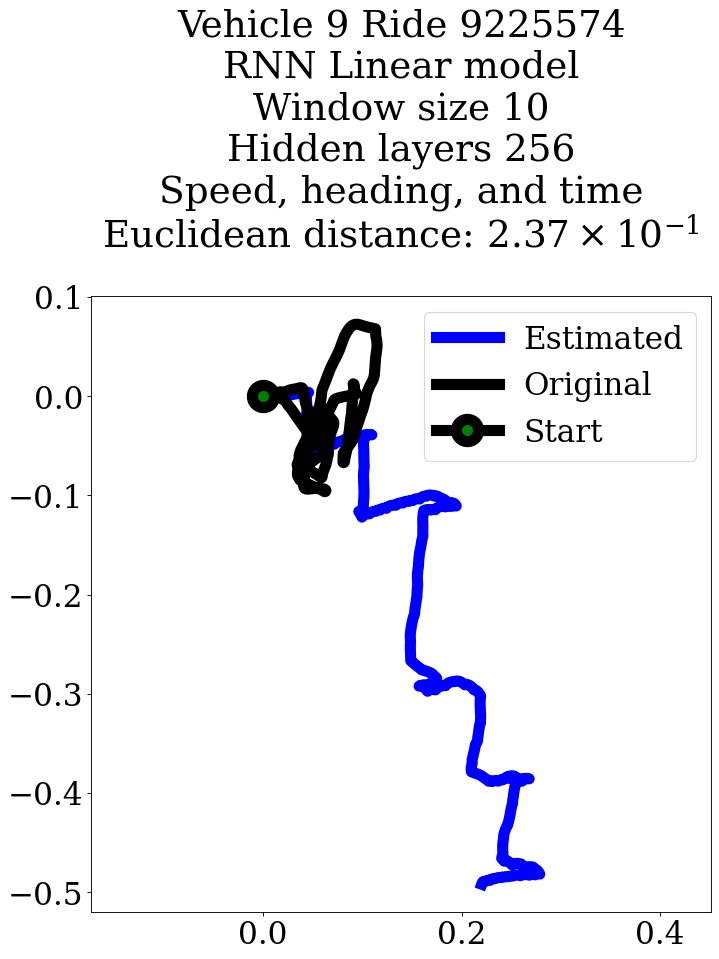 Vehicle 9 Ride 9225574
RNN Linear model
Window size 10
Hidden layers 256
Speed, heading, and time
Euclidean distance: 2.37 × 10⁻¹
0.1
0.0
−0.1
−0.2
−0.3
−0.4
−0.5
Estimated
Original
Start
0.0 0.2 0.4